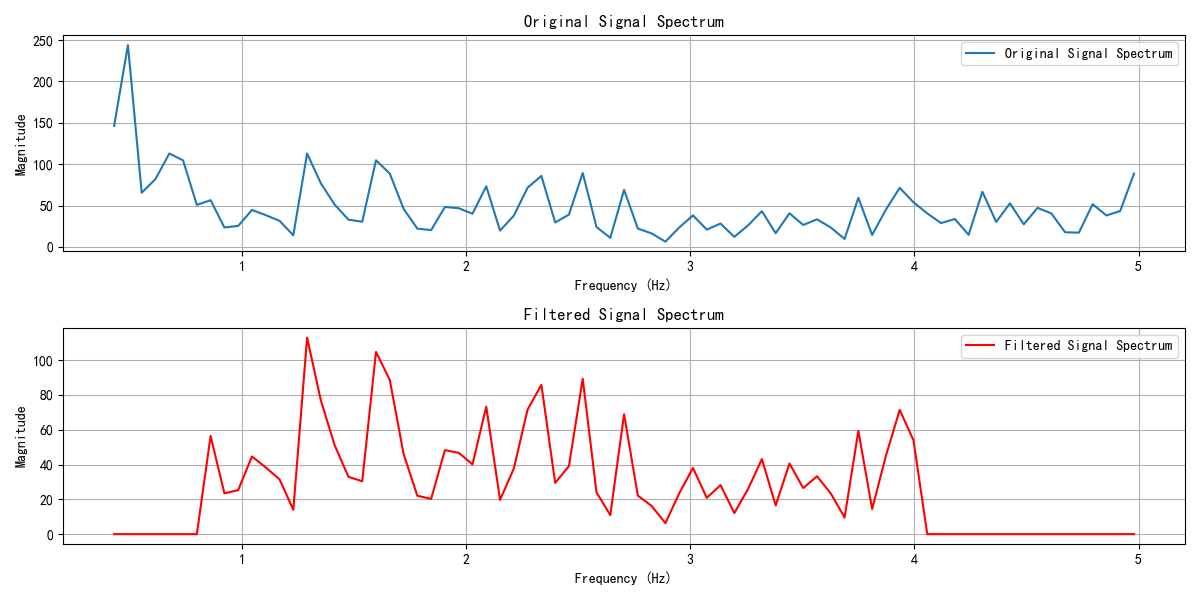 Original Signal Spectrum
250
200
150
100
50
0
Magnitude
Original Signal Spectrum
1
2
3
4
5
Frequency (Hz)
Filtered Signal Spectrum
100
80
60
40
20
0
Magnitude
Filtered Signal Spectrum
1
2
3
4
5
Frequency (Hz)